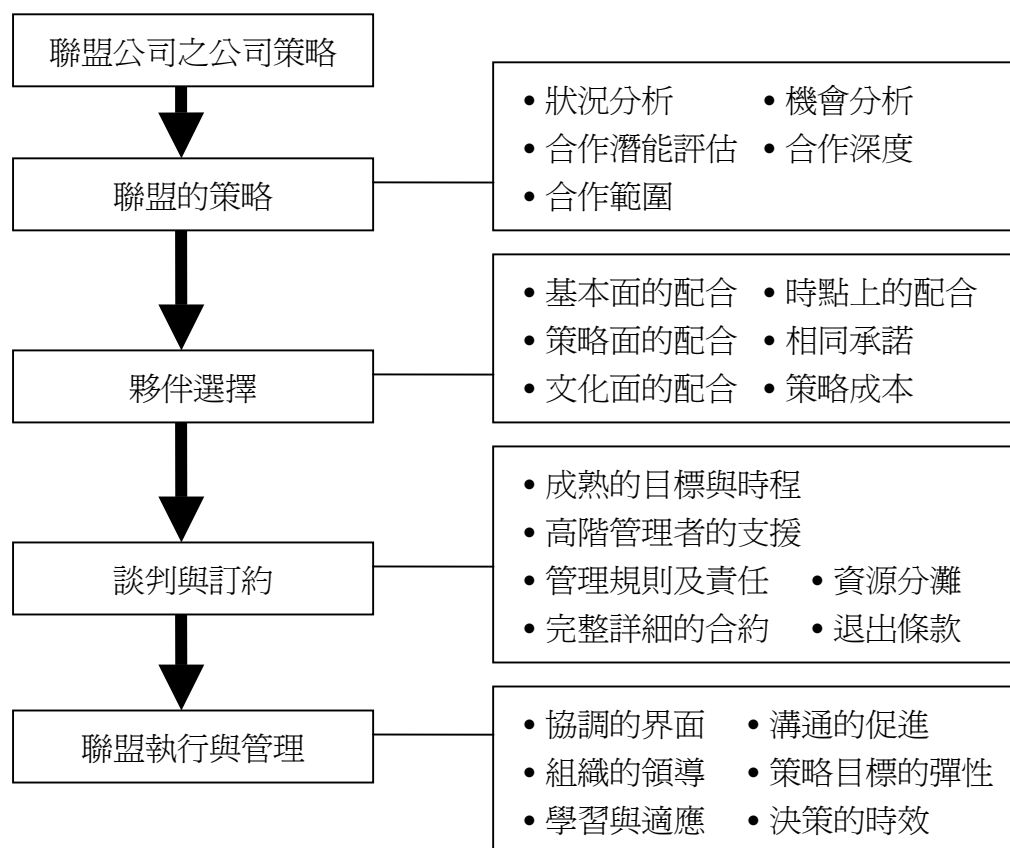 聯盟公司之公司策略
聯盟的策略
• 狀況分析 • 機會分析
• 合作潛能評估 • 合作深度
• 合作範圍
夥伴選擇
• 基本面的配合 • 時點上的配合
• 策略面的配合 • 相同承諾
• 文化面的配合 • 策略成本
談判與訂約
• 成熟的目標與時程
• 高階管理者的支援
• 管理規則及責任 • 資源分灘
• 完整詳細的合約 • 退出條款
聯盟執行與管理
• 協調的界面 • 溝通的促進
• 組織的領導 • 策略目標的彈性
• 學習與適應 • 決策的時效